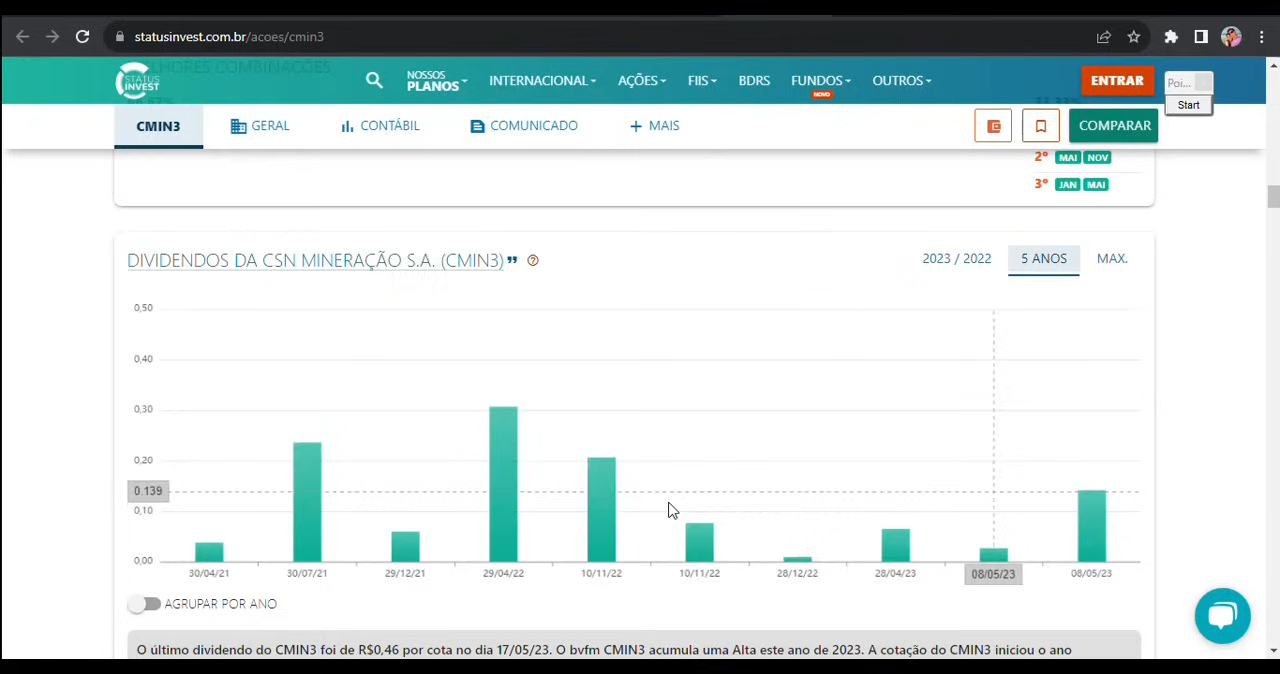 statusinvest.com.br/acoes/cmin3
MELHORES COMBINAÇÕES
STATUS INVEST
NOSSOS PLANOS
INTERNACIONAL
AÇÕES
FIIS
BDRS
FUNDOS
NOVO
OUTROS
ENTRAR
Poi...
Start
CMIN3
GERAL
CONTÁBIL
COMUNICADO
+ MAIS
COMPARAR
2º MAI NOV
3º JAN MAI
DIVIDENDOS DA CSN MINERAÇÃO S.A. (CMIN3)
2023 / 2022
5 ANOS
MAX.
0,50
0,40
0,30
0,20
0.139
0,10
0,00
30/04/21 30/07/21 29/12/21 29/04/22 10/11/22 10/11/22 28/12/22 28/04/23 08/05/23 08/05/23
AGRUPAR POR ANO
O último dividendo do CMIN3 foi de R$0,46 por cota no dia 17/05/23. O bvfm CMIN3 acumula uma Alta este ano de 2023. A cotação do CMIN3 iniciou o ano